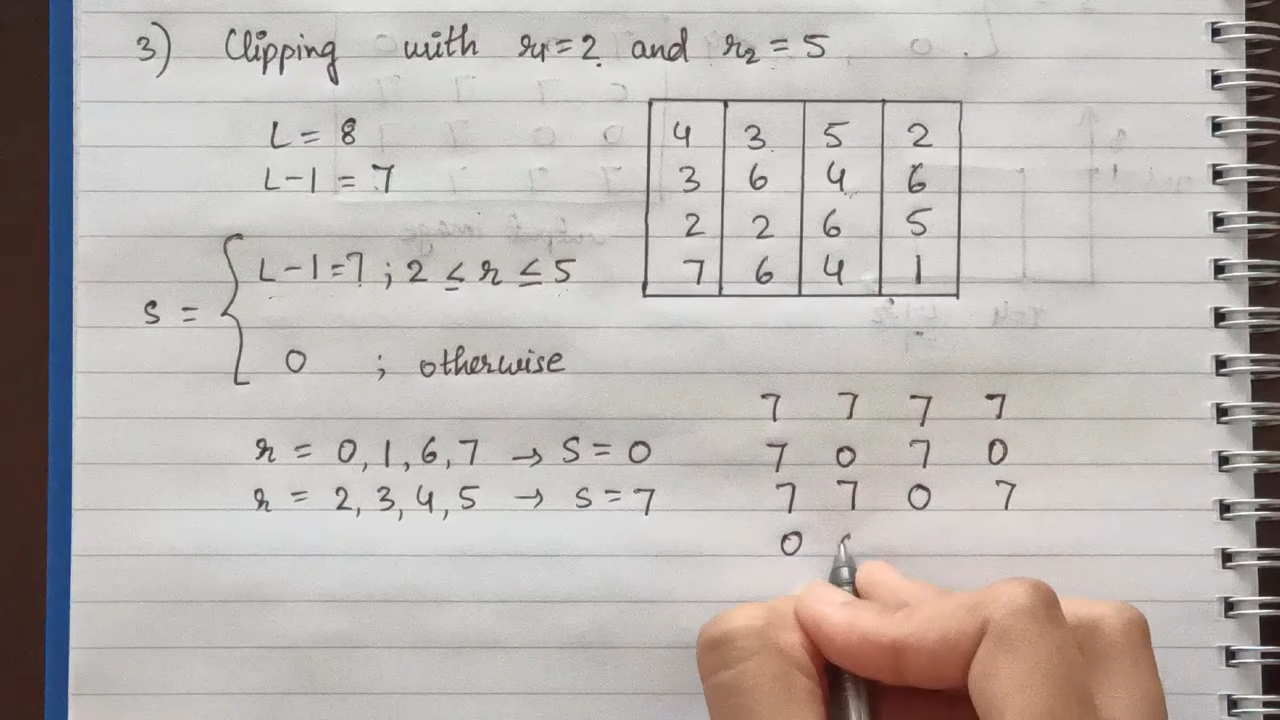 3) Clipping with r1=2 and r2 = 5
L = 8
L-1 = 7
4 3 5 2
3 6 4 6
2 2 6 5
7 6 4 1
s = { L-1=7 ; 2 ≤ r ≤ 5
0 ; otherwise
r = 0, 1, 6, 7 → S = 0
r = 2, 3, 4, 5 → s = 7
7 7 7 7
7 0 7 0
7 7 0 7
0